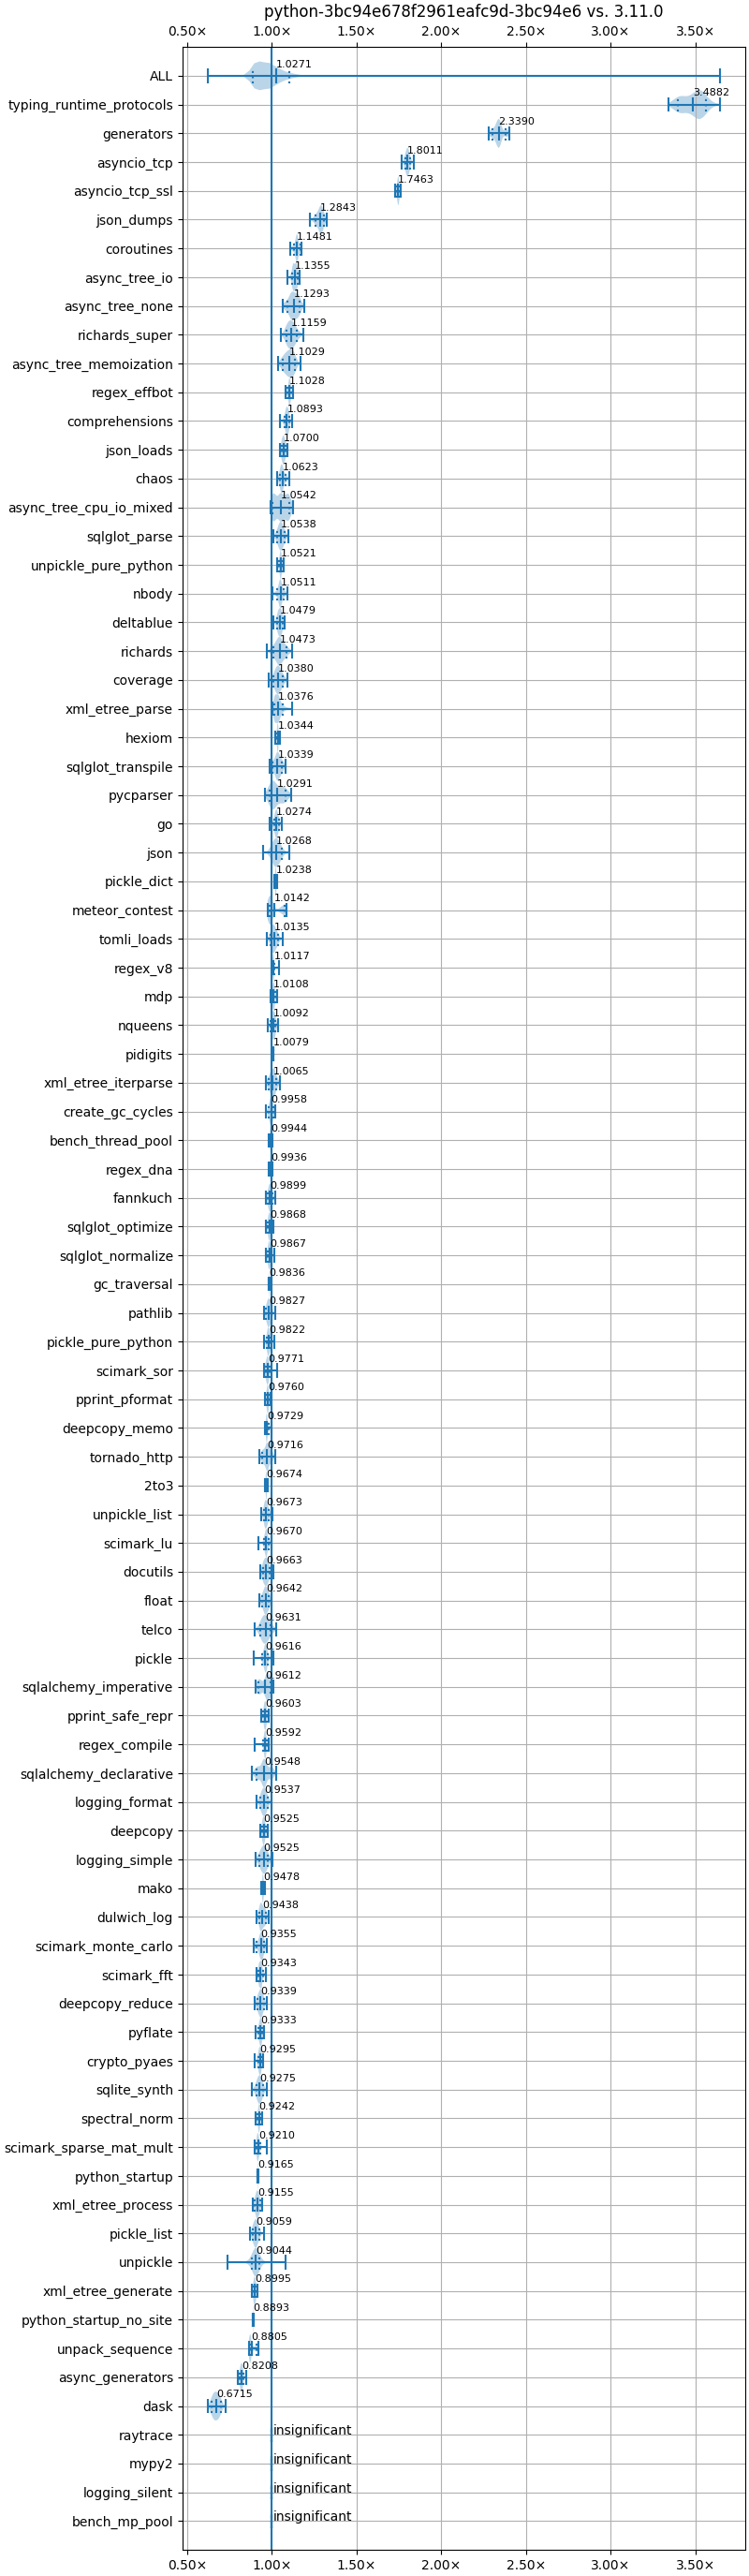 python-3bc94e678f2961eafc9d-3bc94e6 vs. 3.11.0
0.50× 1.00× 1.50× 2.00× 2.50× 3.00× 3.50×
ALL 1.0271
typing_runtime_protocols 3.4882
generators 2.3390
asyncio_tcp 1.8011
asyncio_tcp_ssl 1.7463
json_dumps 1.2843
coroutines 1.1481
async_tree_io 1.1355
async_tree_none 1.1293
richards_super 1.1159
async_tree_memoization 1.1029
regex_effbot 1.1028
comprehensions 1.0893
json_loads 1.0700
chaos 1.0623
async_tree_cpu_io_mixed 1.0542
sqlglot_parse 1.0538
unpickle_pure_python 1.0521
nbody 1.0511
deltablue 1.0479
richards 1.0473
coverage 1.0380
xml_etree_parse 1.0376
hexiom 1.0344
sqlglot_transpile 1.0339
pycparser 1.0291
go 1.0274
json 1.0268
pickle_dict 1.0238
meteor_contest 1.0142
tomli_loads 1.0135
regex_v8 1.0117
mdp 1.0108
nqueens 1.0092
pidigits 1.0079
xml_etree_iterparse 1.0065
create_gc_cycles 0.9958
bench_thread_pool 0.9944
regex_dna 0.9936
fannkuch 0.9899
sqlglot_optimize 0.9868
sqlglot_normalize 0.9867
gc_traversal 0.9836
pathlib 0.9827
pickle_pure_python 0.9822
scimark_sor 0.9771
pprint_pformat 0.9760
deepcopy_memo 0.9729
tornado_http 0.9716
2to3 0.9674
unpickle_list 0.9673
scimark_lu 0.9670
docutils 0.9663
float 0.9642
telco 0.9631
pickle 0.9616
sqlalchemy_imperative 0.9612
pprint_safe_repr 0.9603
regex_compile 0.9592
sqlalchemy_declarative 0.9548
logging_format 0.9537
deepcopy 0.9525
logging_simple 0.9525
mako 0.9478
dulwich_log 0.9438
scimark_monte_carlo 0.9355
scimark_fft 0.9343
deepcopy_reduce 0.9339
pyflate 0.9333
crypto_pyaes 0.9295
sqlite_synth 0.9275
spectral_norm 0.9242
scimark_sparse_mat_mult 0.9210
python_startup 0.9165
xml_etree_process 0.9155
pickle_list 0.9059
unpickle 0.9044
xml_etree_generate 0.8995
python_startup_no_site 0.8893
unpack_sequence 0.8805
async_generators 0.8208
dask 0.6715
raytrace insignificant
mypy2 insignificant
logging_silent insignificant
bench_mp_pool insignificant
0.50× 1.00× 1.50× 2.00× 2.50× 3.00× 3.50×